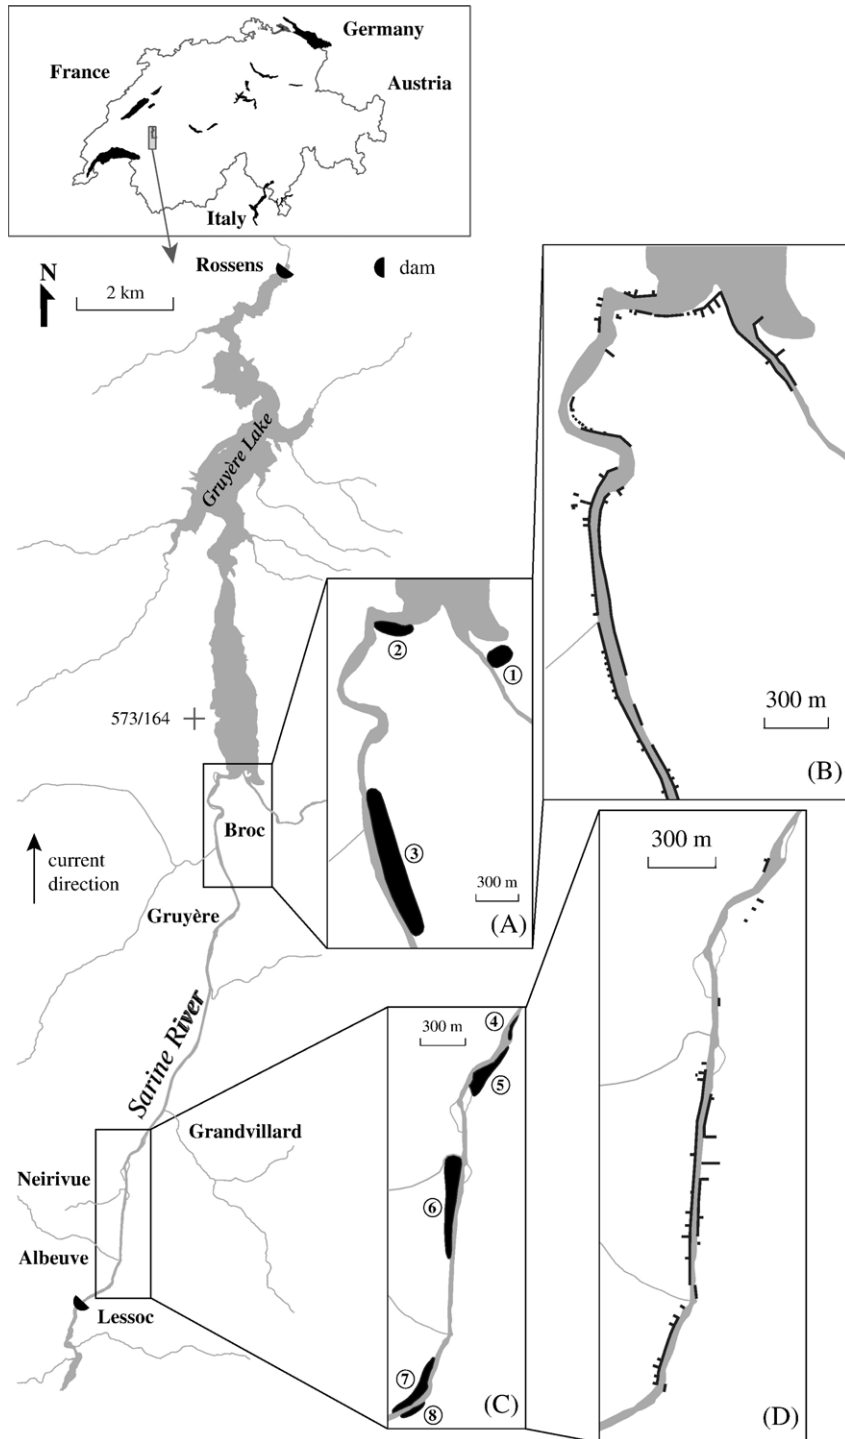 Germany
France
Austria
Italy
Rossens
dam
N
2 km
Gruyère Lake
573/164
Broc
current
direction
Gruyère
Sarine River
Grandvillard
Neirivue
Albeuve
Lessoc
2
1
3
300 m
(A)
300 m
(B)
300 m
4
5
6
7
8
(C)
300 m
(D)